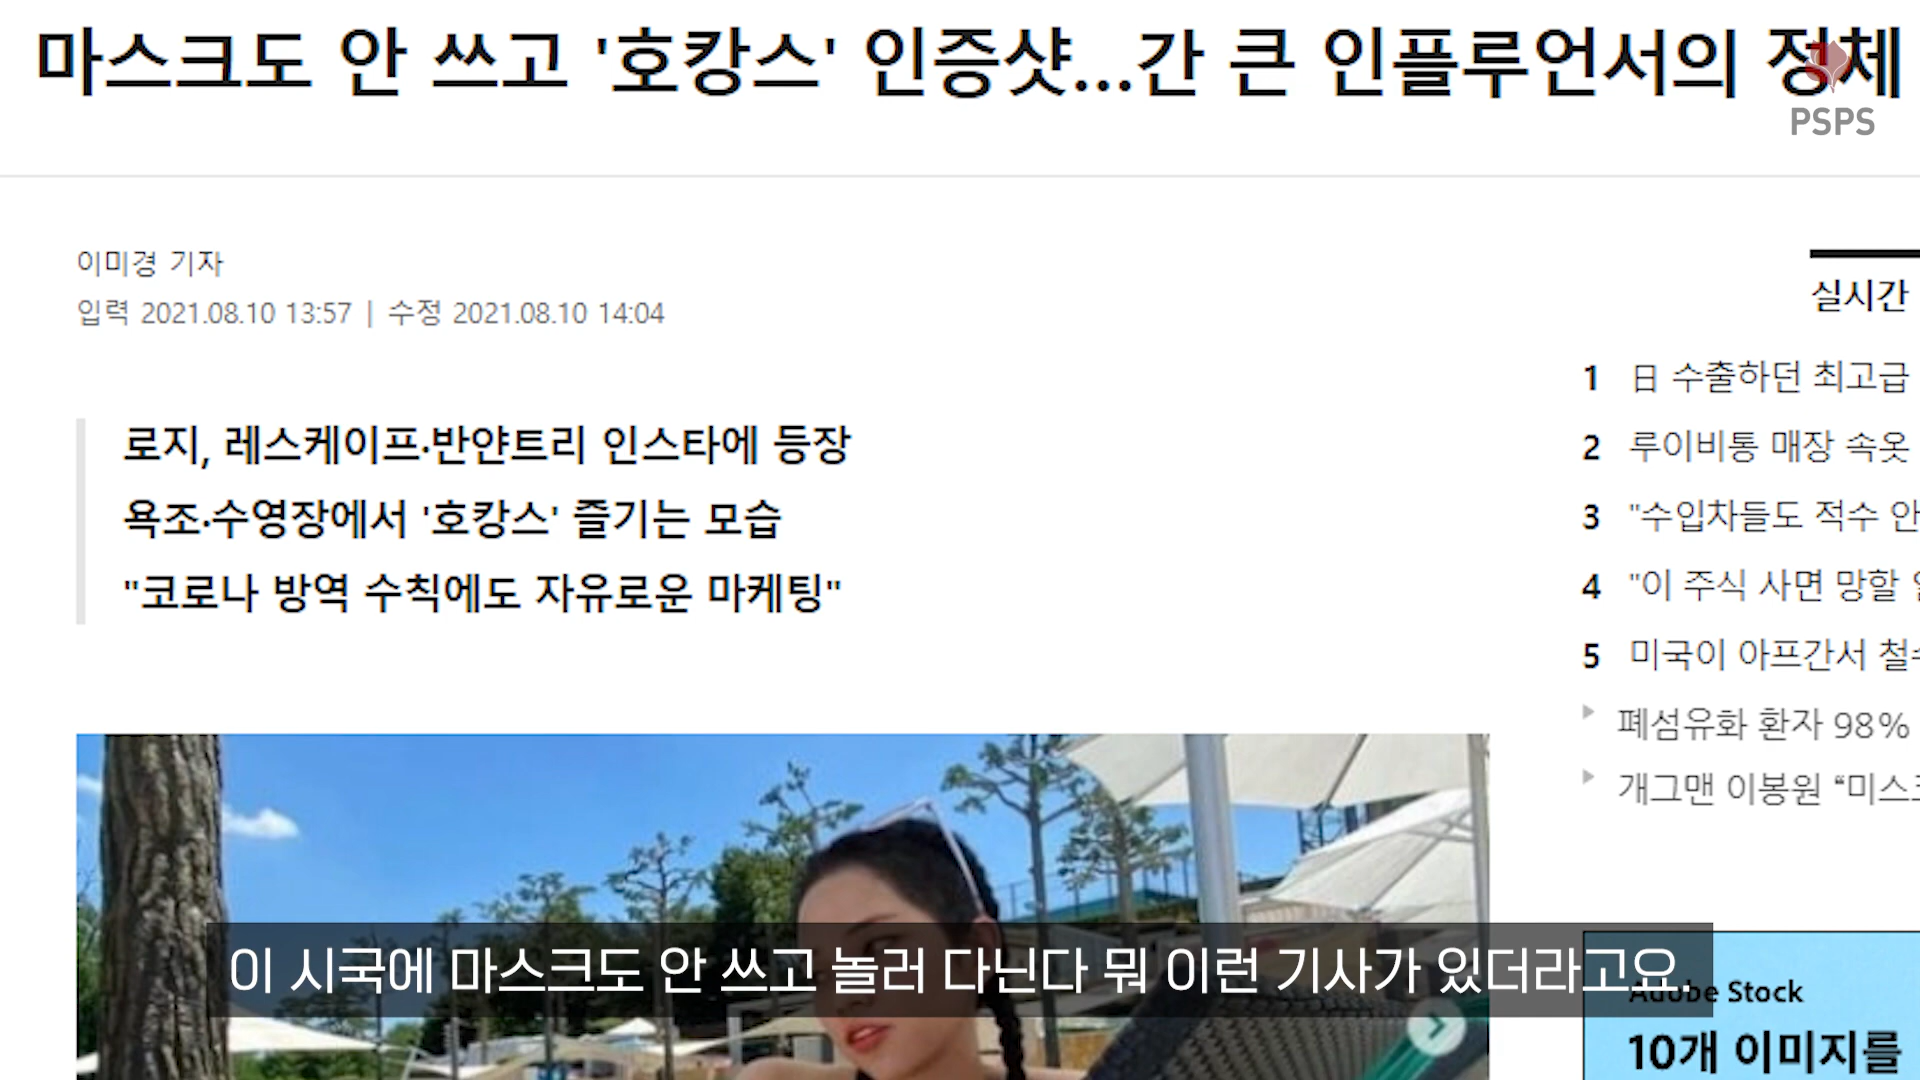 마스크도 안 쓰고 '호캉스' 인증샷...간 큰 인플루언서의 정체
PSPS
이미경 기자
입력 2021.08.10 13:57 | 수정 2021.08.10 14:04
로지, 레스케이프·반얀트리 인스타에 등장
욕조·수영장에서 '호캉스' 즐기는 모습
"코로나 방역 수칙에도 자유로운 마케팅"
실시간
1 日 수출하던 최고급
2 루이비통 매장 속옷
3 "수입차들도 적수 안
4 "이 주식 사면 망할
5 미국이 아프간서
폐섬유화 환자 98%
개그맨 이봉원 “미스
이 시국에 마스크도 안 쓰고 놀러 다닌다 뭐 이런 기사가 있더라고요.
Adobe Stock
10개 이미지를